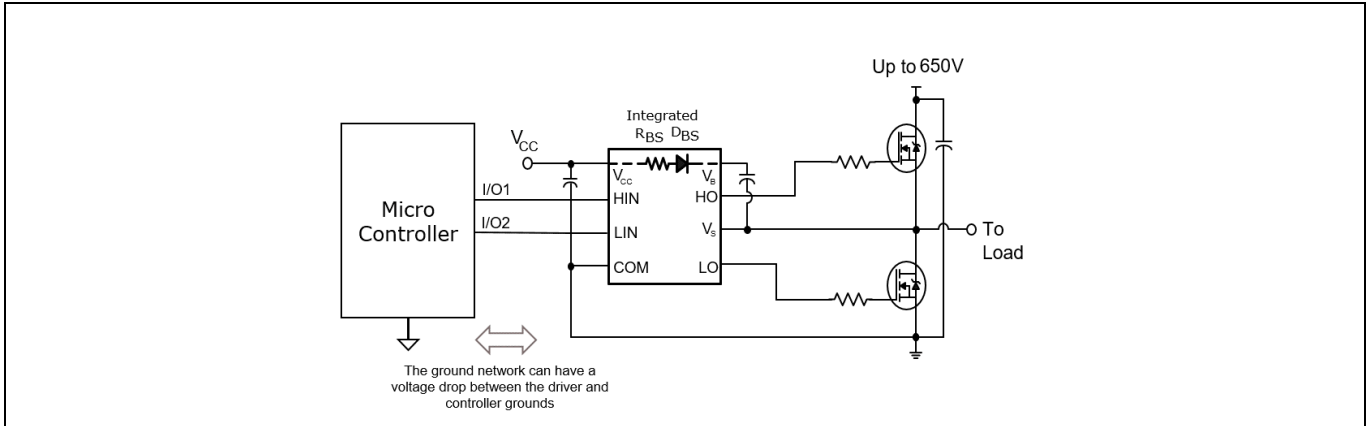 Up to 650V
Integrated
RBS DBS
VCC
VCC
VB
I/O1
HIN
HO
Micro
Controller
I/O2
LIN
VS
To
Load
COM
LO
The ground network can have a
voltage drop between the driver and
controller grounds